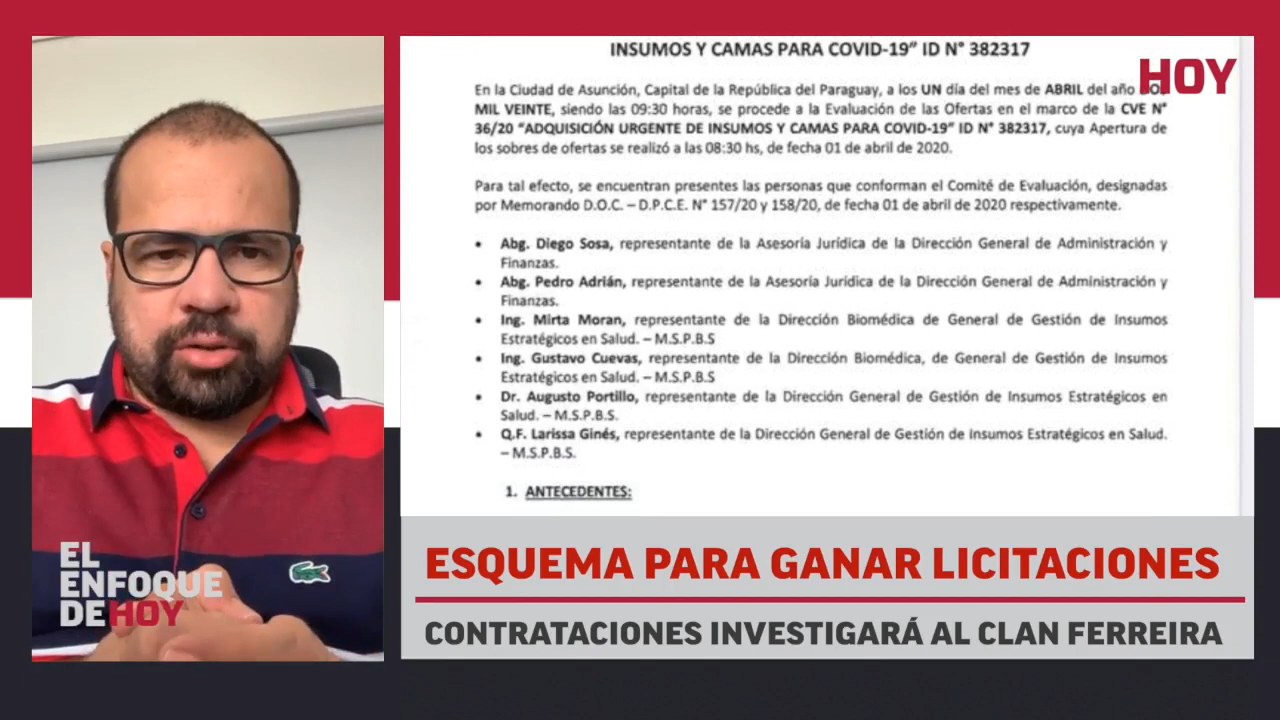 INSUMOS Y CAMAS PARA COVID-19” ID N° 382317
HOY
En la Ciudad de Asunción, Capital de la República del Paraguay, a los UN día del mes de ABRIL del año
MIL VEINTE, siendo las 09:30 horas, se procede a la Evaluación de las Ofertas en el marco de la CVE N°
36/20 “ADQUISICIÓN URGENTE DE INSUMOS Y CAMAS PARA COVID-19” ID N° 382317, cuya Apertura de
los sobres de ofertas se realizó a las 08:30 hs, de fecha 01 de abril de 2020.
Para tal efecto, se encuentran presentes las personas que conforman el Comité de Evaluación, designadas
por Memorando D.O.C. – D.P.C.E. N° 157/20 y 158/20, de fecha 01 de abril de 2020 respectivamente.
• Abg. Diego Sosa, representante de la Asesoría Jurídica de la Dirección General de Administración y
Finanzas.
• Abg. Pedro Adrián, representante de la Asesoría Jurídica de la Dirección General de Administración y
Finanzas.
• Ing. Mirta Moran, representante de la Dirección Biomédica de General de Gestión de Insumos
Estratégicos en Salud. – M.S.P.B.S
• Ing. Gustavo Cuevas, representante de la Dirección Biomédica, de General de Gestión de Insumos
Estratégicos en Salud. – M.S.P.B.S
• Dr. Augusto Portillo, representante de la Dirección General de Gestión de Insumos Estratégicos en
Salud. – M.S.P.B.S.
• Q.F. Larissa Ginés, representante de la Dirección General de Gestión de Insumos Estratégicos en Salud.
– M.S.P.B.S.
1. ANTECEDENTES:
EL
ENFOQUE
DE HOY
ESQUEMA PARA GANAR LICITACIONES
CONTRATACIONES INVESTIGARÁ AL CLAN FERREIRA